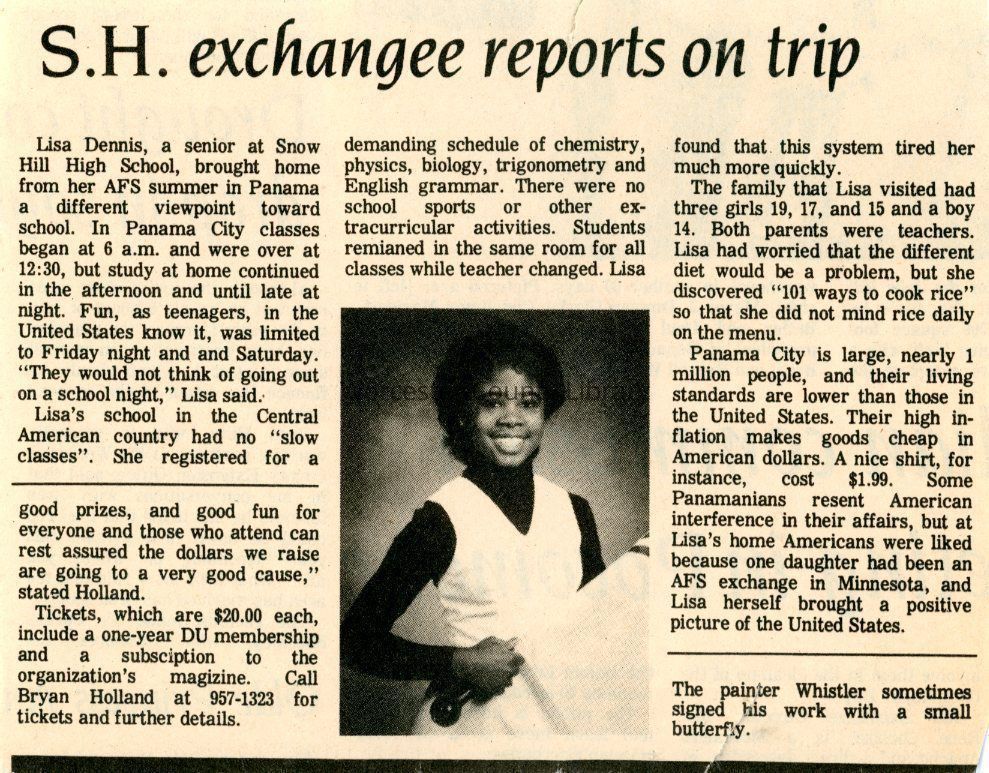 S.H. exchangee reports on trip
Lisa Dennis, a senior at Snow
Hill High School, brought home
from her AFS summer in Panama
a different viewpoint toward
school. In Panama City classes
began at 6 a.m. and were over at
12:30, but study at home continued
in the afternoon and until late at
night. Fun, as teenagers, in the
United States know it, was limited
to Friday night and and Saturday.
“They would not think of going out
on a school night,” Lisa said.
Lisa’s school in the Central
American country had no “slow
classes”. She registered for a
demanding schedule of chemistry,
physics, biology, trigonometry and
English grammar. There were no
school sports or other ex-
tracurricular activities. Students
remianed in the same room for all
classes while teacher changed. Lisa
found that this system tired her
much more quickly.
The family that Lisa visited had
three girls 19, 17, and 15 and a boy
14. Both parents were teachers.
Lisa had worried that the different
diet would be a problem, but she
discovered “101 ways to cook rice”
so that she did not mind rice daily
on the menu.
Panama City is large, nearly 1
million people, and their living
standards are lower than those in
the United States. Their high in-
flation makes goods cheap in
American dollars. A nice shirt, for
instance, cost $1.99. Some
Panamanians resent American
interference in their affairs, but at
Lisa’s home Americans were liked
because one daughter had been an
AFS exchange in Minnesota, and
Lisa herself brought a positive
picture of the United States.
good prizes, and good fun for
everyone and those who attend can
rest assured the dollars we raise
are going to a very good cause,”
stated Holland.
Tickets, which are $20.00 each,
include a one-year DU membership
and a subsciption to the
organization’s magizine. Call
Bryan Holland at 957-1323 for
tickets and further details.
The painter Whistler sometimes
signed his work with a small
butterfly.